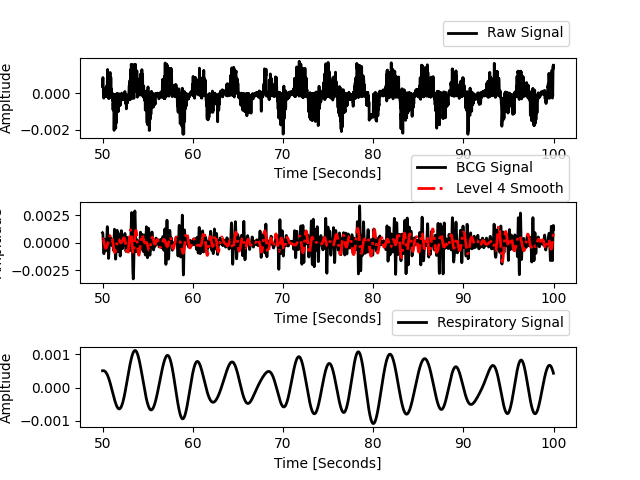 Raw Signal
Ampltiude
0.000
−0.002
50 60 70 80 90 100
Time [Seconds]
BCG Signal
Level 4 Smooth
0.0025
0.0000
−0.0025
50 60 70 80 90 100
Time [Seconds]
Respiratory Signal
Ampltiude
0.001
0.000
−0.001
50 60 70 80 90 100
Time [Seconds]